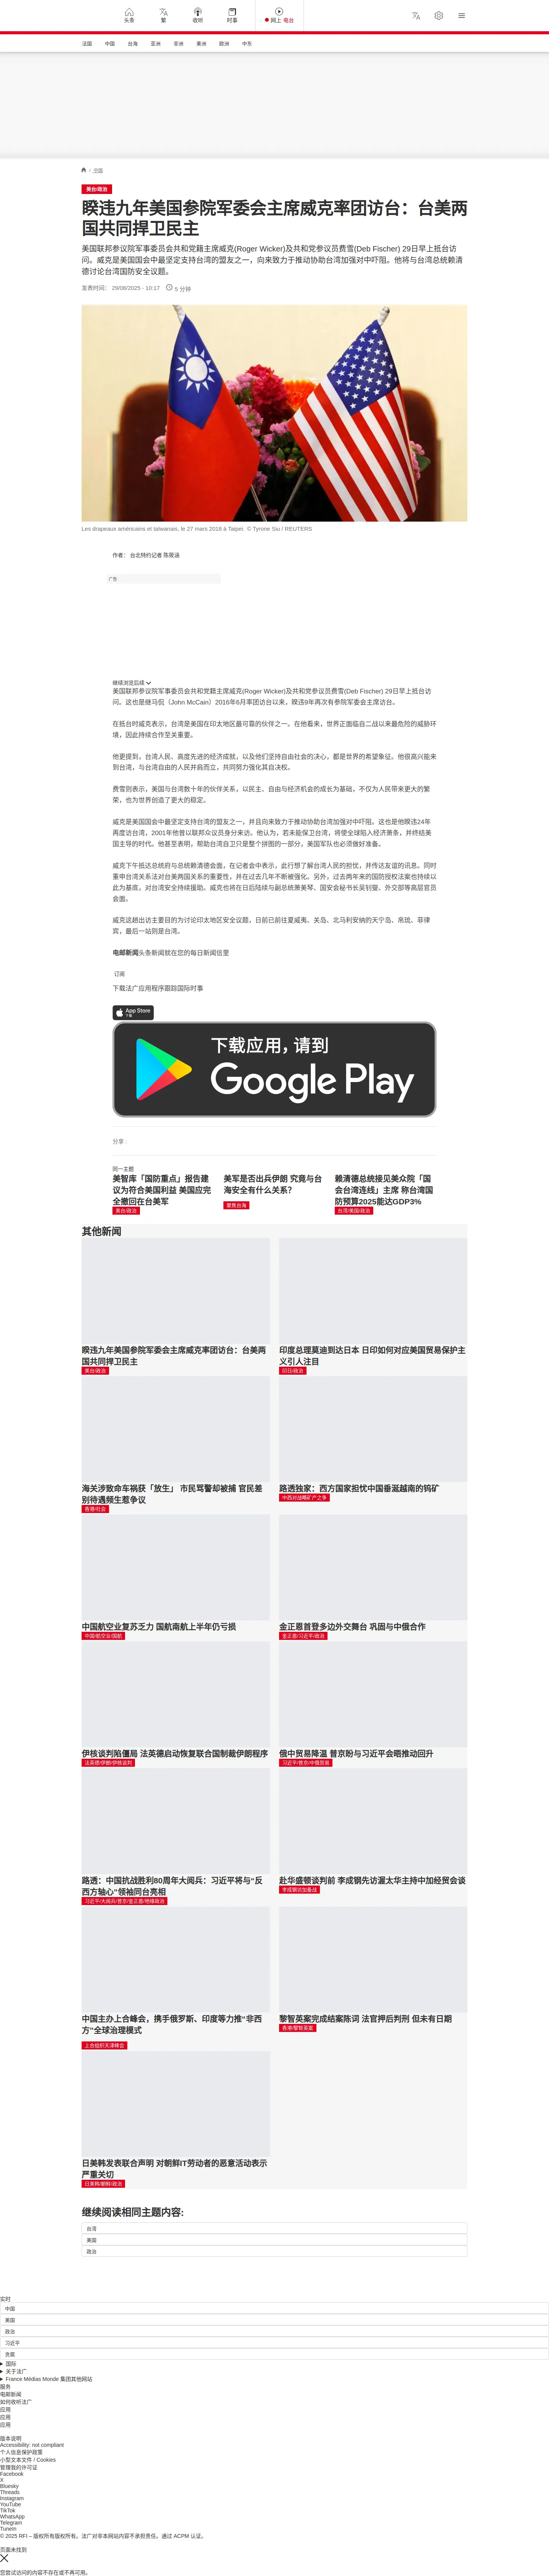 头条
繁
收听
时事
网上 电台
法国
中国
台海
亚洲
非洲
美洲
欧洲
中东
/ 中国
美台/政治
睽违九年美国参院军委会主席威克率团访台：台美两
国共同捍卫民主
美国联邦参议院军事委员会共和党籍主席威克(Roger Wicker)及共和党参议员费雪(Deb Fischer) 29日早上抵台访
问。威克是美国国会中最坚定支持台湾的盟友之一，向来致力于推动协助台湾加强对中吓阻。他将与台湾总统赖清
德讨论台湾国防安全议题。
发表时间： 29/08/2025 - 10:17
5 分钟
Les drapeaux américains et taïwanais, le 27 mars 2018 à Taipei. © Tyrone Siu / REUTERS
作者： 台北特约记者 陈筱涵
广告
继续浏览后续
美国联邦参议院军事委员会共和党籍主席威克(Roger Wicker)及共和党参议员费雪(Deb Fischer) 29日早上抵台访
问。这也是继马侃（John McCain）2016年6月率团访台以来，睽违9年再次有参院军委会主席访台。
在抵台时威克表示，台湾是美国在印太地区最可靠的伙伴之一。在他看来，世界正面临自二战以来最危险的威胁环
境，因此持续合作至关重要。
他更提到，台湾人民、高度先进的经济成就，以及他们坚持自由社会的决心，都是世界的希望象征。他很高兴能来
到台湾，与台湾自由的人民并肩而立，共同努力强化其自决权。
费雪则表示，美国与台湾数十年的伙伴关系，以民主、自由与经济机会的成长为基础，不仅为人民带来更大的繁
荣，也为世界创造了更大的稳定。
威克是美国国会中最坚定支持台湾的盟友之一，并且向来致力于推动协助台湾加强对中吓阻。这也是他睽违24年
再度访台湾，2001年他曾以联邦众议员身分来访。他认为，若未能保卫台湾，将使全球陷入经济萧条，并终结美
国主导的时代。他甚至表明，帮助台湾自卫只是整个拼图的一部分，美国军队也必须做好准备。
威克下午抵达总统府与总统赖清德会面，在记者会中表示，此行想了解台湾人民的担忧，并传达友谊的讯息。同时
重申台湾关系法对台美两国关系的重要性，并在过去几年不断被强化。另外，过去两年来的国防授权法案也持续以
此为基底，对台湾安全持续援助。威克也将在日后陆续与副总统萧美琴、国安会秘书长吴钊燮、外交部等高层官员
会面。
威克这趟出访主要目的为讨论印太地区安全议题，日前已前往夏威夷、关岛、北马利安纳的天宁岛、帛琉、菲律
宾，最后一站则是台湾。
电邮新闻头条新闻就在您的每日新闻信里
订阅
下载法广应用程序跟踪国际时事
App Store
下载
下载应用，请到
Google Play
分享 :
同一主题
美智库「国防重点」报告建
议为符合美国利益 美国应完
全撤回在台美军
美台/政治
美军是否出兵伊朗 究竟与台
海安全有什么关系？
聚焦台海
赖清德总统接见美众院「国
会台湾连线」主席 称台湾国
防预算2025能达GDP3%
台湾/美国/政治
其他新闻
睽违九年美国参院军委会主席威克率团访台：台美两
国共同捍卫民主
美台/政治
印度总理莫迪到达日本 日印如何对应美国贸易保护主
义引人注目
印日/政治
海关涉致命车祸获「放生」 市民骂警却被捕 官民差
别待遇频生惹争议
香港/社会
路透独家：西方国家担忧中国垂涎越南的钨矿
中西对战略矿产之争
中国航空业复苏乏力 国航南航上半年仍亏损
中国/航空业/国航
金正恩首登多边外交舞台 巩固与中俄合作
金正恩/习近平/政治
伊核谈判陷僵局 法英德启动恢复联合国制裁伊朗程序
法英德/伊朗/伊核谈判
俄中贸易降温 普京盼与习近平会晤推动回升
习近平/普京/中俄贸易
路透：中国抗战胜利80周年大阅兵：习近平将与“反
西方轴心”领袖同台亮相
习近平/大阅兵/普京/金正恩/地缘政治
赴华盛顿谈判前 李成钢先访渥太华主持中加经贸会谈
李成钢访加备战
中国主办上合峰会，携手俄罗斯、印度等力推“非西
方”全球治理模式
上合组织天津峰会
黎智英案完成结案陈词 法官押后判刑 但未有日期
香港/黎智英案
日美韩发表联合声明 对朝鲜IT劳动者的恶意活动表示
严重关切
日美韩/朝鲜/政治
继续阅读相同主题内容:
台湾
美国
政治
实时
中国
美国
政治
习近平
贪腐
国际
关于法广
France Médias Monde 集团其他网站
服务
电邮新闻
如何收听法广
应用
应用
应用
版本说明
Accessibility: not compliant
个人信息保护政策
小型文本文件 / Cookies
管理我的许可证
Facebook
X
Bluesky
Threads
Instagram
YouTube
TikTok
WhatsApp
Telegram
TuneIn
© 2025 RFI – 版权所有版权所有。法广对非本网站内容不承担责任。通过 ACPM 认证。
页面未找到
您尝试访问的内容不存在或不再可用。